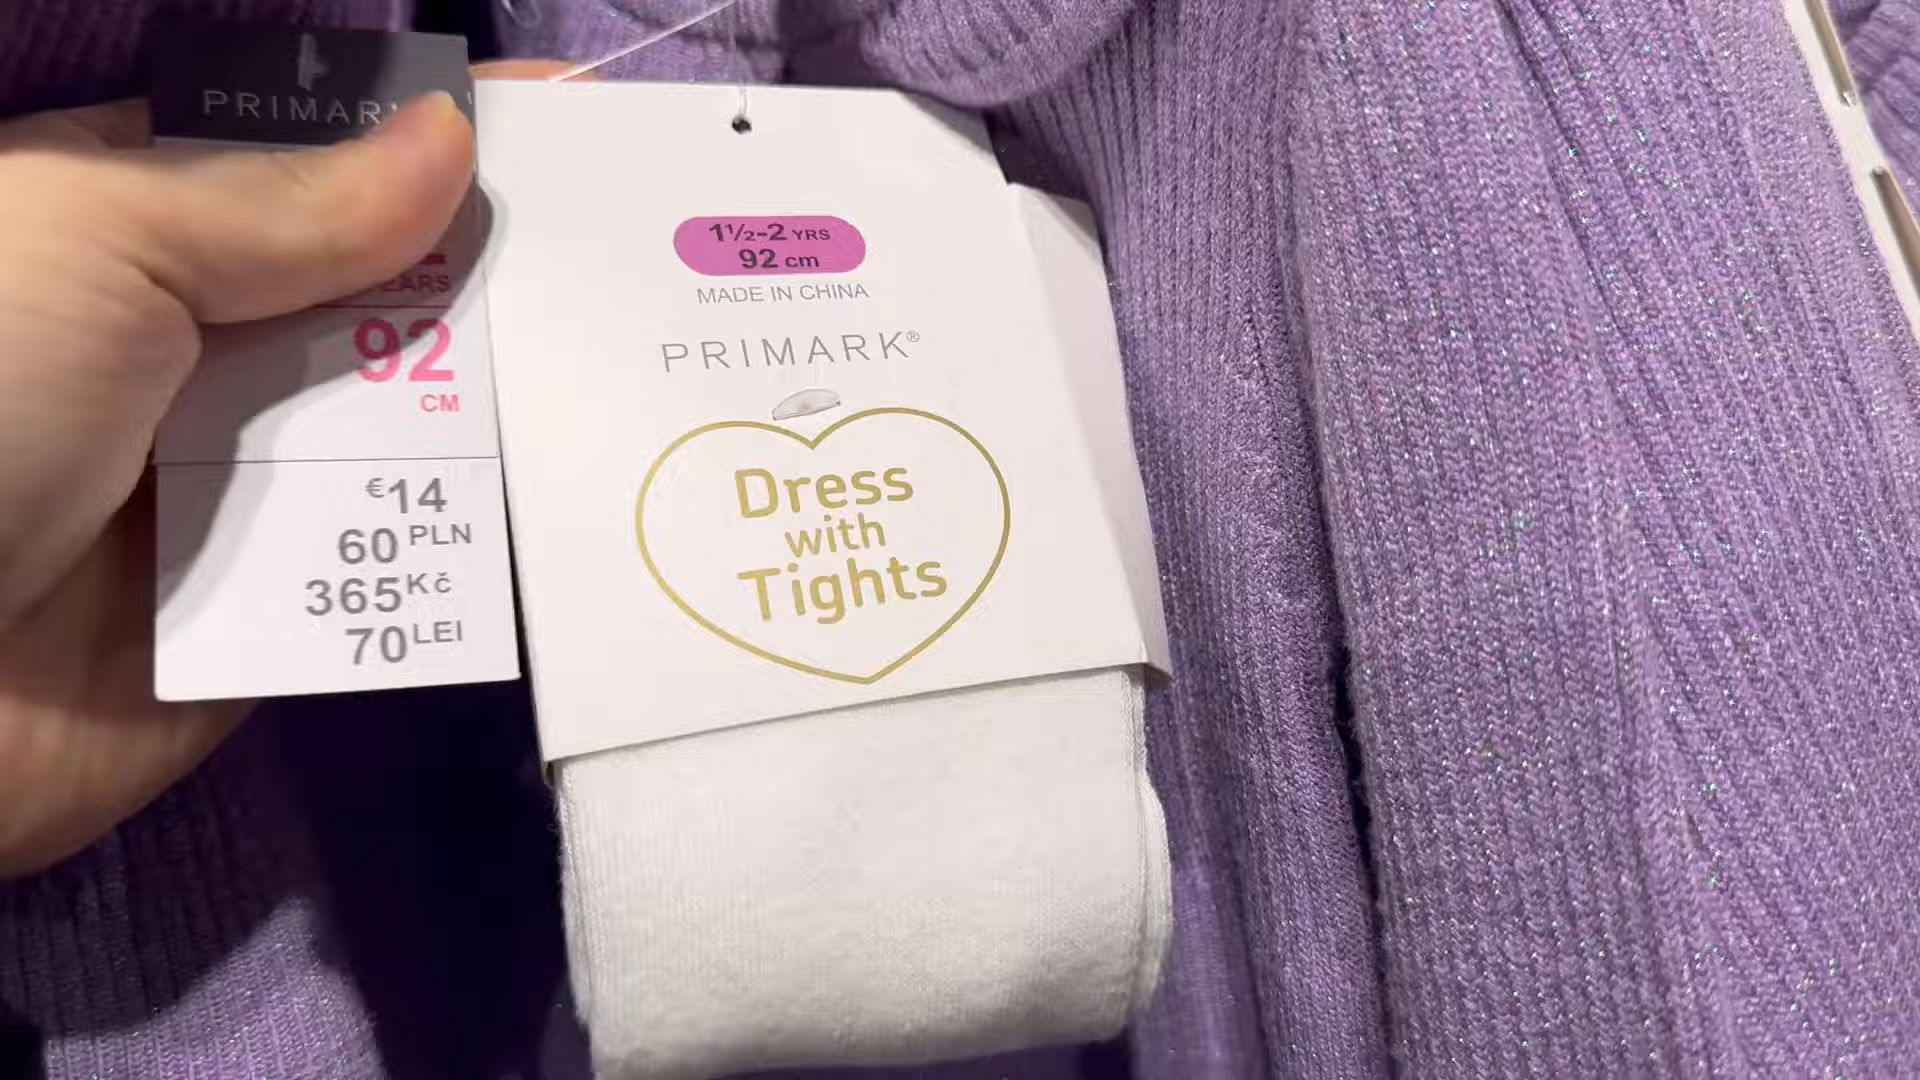 PRIMARK
92
CM
€14
60 PLN
365 Kč
70 LEI
1½-2 YRS
92 cm
MADE IN CHINA
PRIMARK®
Dress
with
Tights